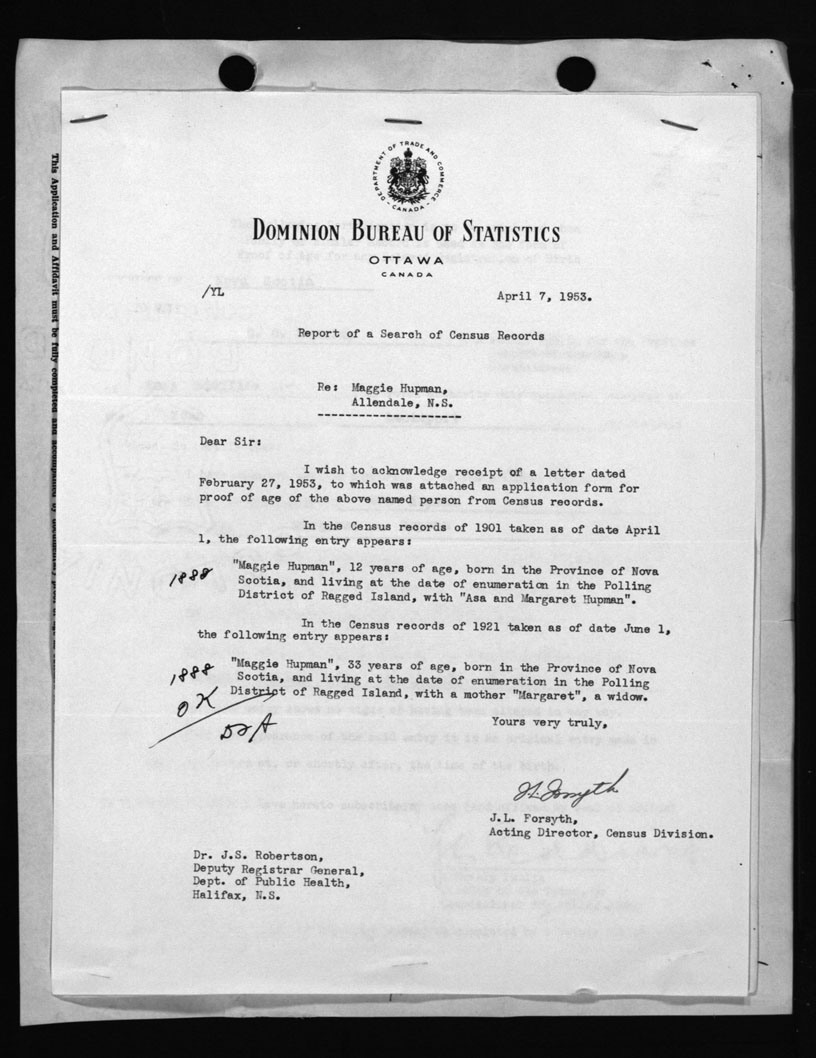 DEPARTMENT OF TRADE AND COMMERCE
- CANADA -
DOMINION BUREAU OF STATISTICS
OTTAWA
CANADA
/YL
April 7, 1953.
Report of a Search of Census Records
Re: Maggie Hupman,
Allendale, N.S.
Dear Sir:
I wish to acknowledge receipt of a letter dated
February 27, 1953, to which was attached an application form for
proof of age of the above named person from Census records.
In the Census records of 1901 taken as of date April
1, the following entry appears:
1888
"Maggie Hupman", 12 years of age, born in the Province of Nova
Scotia, and living at the date of enumeration in the Polling
District of Ragged Island, with "Asa and Margaret Hupman".
In the Census records of 1921 taken as of date June 1,
the following entry appears:
1888
"Maggie Hupman", 33 years of age, born in the Province of Nova
Scotia, and living at the date of enumeration in the Polling
District of Ragged Island, with a mother "Margaret", a widow.
OK
Yours very truly,
J.L. Forsyth
J.L. Forsyth,
Acting Director, Census Division.
Dr. J.S. Robertson,
Deputy Registrar General,
Dept. of Public Health,
Halifax, N.S.
This Application and Affidavit must be fully completed and accompanied by